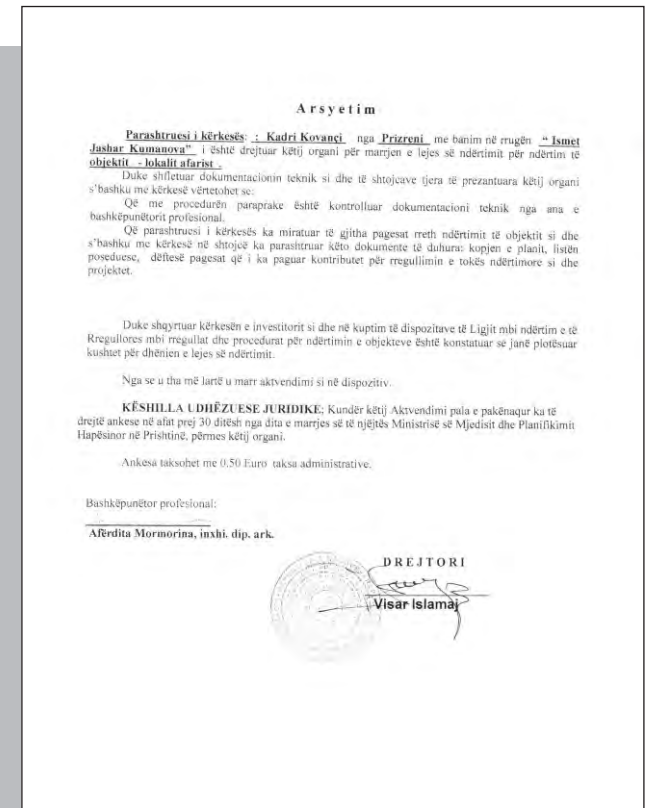 Arsyetim
Parashtruesi i kërkesës: : Kadri Kovançi nga Prizreni me banim në rrugën “ Ismet
Jashar Kumanova” i është drejtuar këtij organi për marrjen e lejes së ndërtimit për ndërtim të
objektit - lokalit afarist .
Duke shfletuar dokumentacionin teknik si dhe të shtojcave tjera të prezantuara këtij organi
s’bashku me kërkesë vërtetohet se:
Që me procedurën paraprake është kontrolluar dokumentacioni teknik nga ana e
bashkëpunëtorit profesional.
Që parashtruesi i kërkesës ka miratuar të gjitha pagesat rreth ndërtimit të objektit si dhe
s’bashku me kërkesë në shtojcë ka parashtruar këto dokumente të duhura: kopjen e planit, listën
poseduese, dëftesë pagesat që i ka paguar kontributet për rregullimin e tokës ndërtimore si dhe
projektet.
Duke shqyrtuar kërkesën e investitorit si dhe në kuptim të dispozitave të Ligjit mbi ndërtim e të
Rregullores mbi rregullat dhe procedurat për ndërtimin e objekteve është konstatuar se janë plotësuar
kushtet për dhënien e lejes së ndërtimit.
Nga se u tha më lartë u marr aktvendimi si në dispozitiv.
KËSHILLA UDHËZUESE JURIDIKE; Kundër këtij Aktvendimi pala e pakënaqur ka të
drejtë ankese në afat prej 30 ditësh nga dita e marrjes së të njëjtës Ministrisë së Mjedisit dhe Planifikimit
Hapësinor në Prishtinë, përmes këtij organi.
Ankesa taksohet me 0.50 Euro taksa administrative.
Bashkëpunëtor profesional:
Afërdita Mormorina, inxhi. dip. ark.
DREJTORI
Visar Islamaj